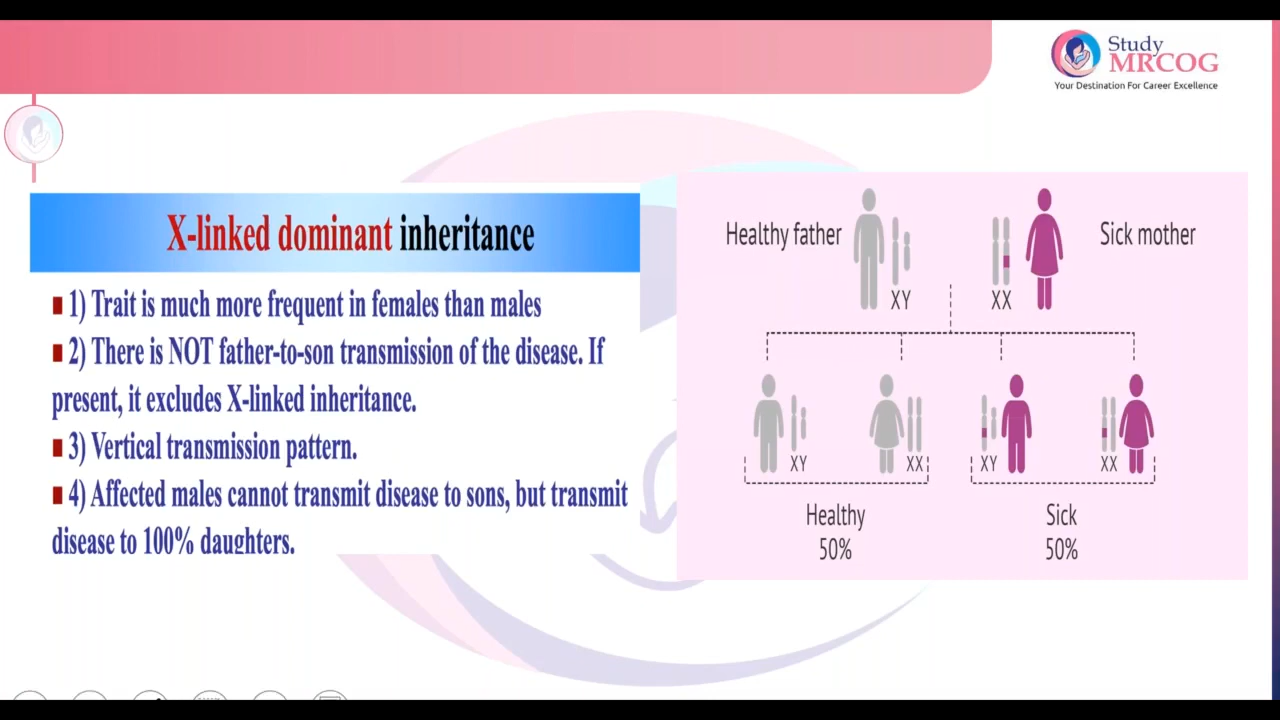 Study
MRCOG
Your Destination For Career Excellence
X-linked dominant inheritance
1) Trait is much more frequent in females than males
2) There is NOT father-to-son transmission of the disease. If
present, it excludes X-linked inheritance.
3) Vertical transmission pattern.
4) Affected males cannot transmit disease to sons, but transmit
disease to 100% daughters.
Healthy father
Sick mother
XY
XX
XY
XX
XY
XX
Healthy
50%
Sick
50%